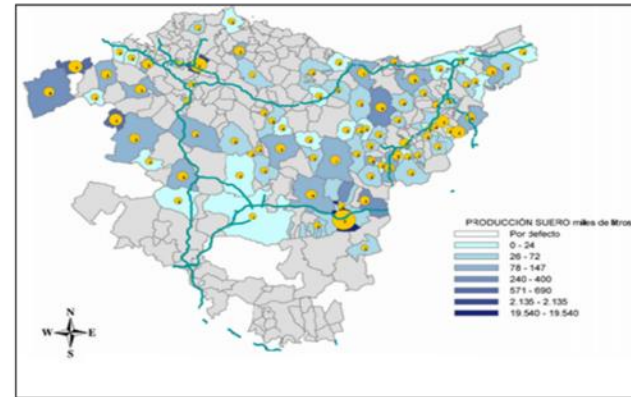 PRODUCCIÓN SUERO miles de litros
Por defecto
0 - 24
26 - 72
78 - 147
240 - 400
571 - 690
2.135 - 2.135
19.540 - 19.540
N
W E
S